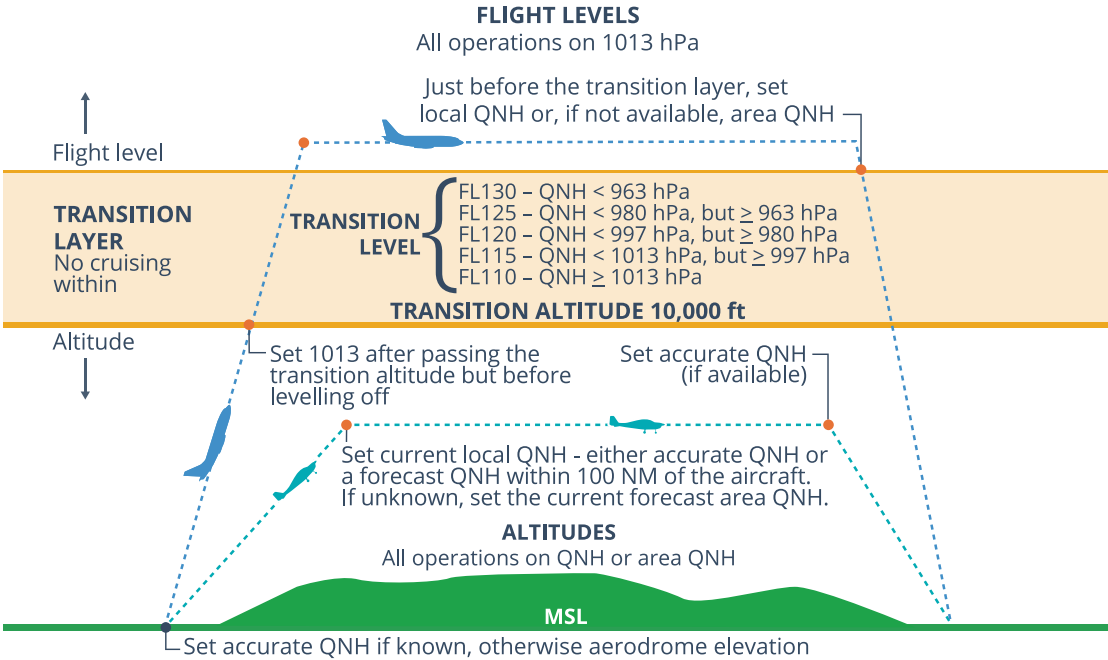 FLIGHT LEVELS
All operations on 1013 hPa
Just before the transition layer, set
local QNH or, if not available, area QNH
Flight level
TRANSITION
LAYER
No cruising
within
TRANSITION
LEVEL
FL130 – QNH < 963 hPa
FL125 – QNH < 980 hPa, but ≥ 963 hPa
FL120 – QNH < 997 hPa, but ≥ 980 hPa
FL115 – QNH < 1013 hPa, but ≥ 997 hPa
FL110 – QNH ≥ 1013 hPa
TRANSITION ALTITUDE 10,000 ft
Altitude
Set 1013 after passing the
transition altitude but before
levelling off
Set accurate QNH
(if available)
Set current local QNH - either accurate QNH or
a forecast QNH within 100 NM of the aircraft.
If unknown, set the current forecast area QNH.
ALTITUDES
All operations on QNH or area QNH
MSL
Set accurate QNH if known, otherwise aerodrome elevation